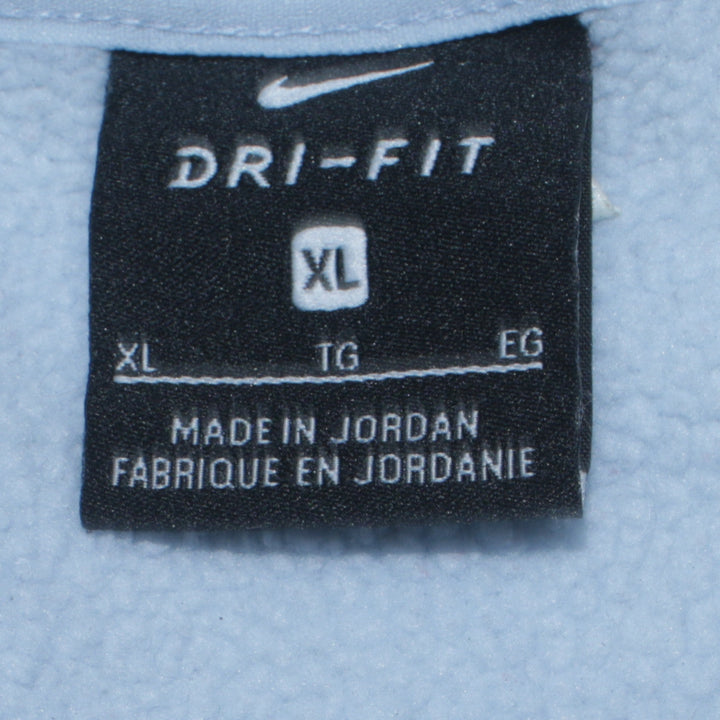 DRI-FIT
XL
XL TG EG
MADE IN JORDAN
FABRIQUE EN JORDANIE